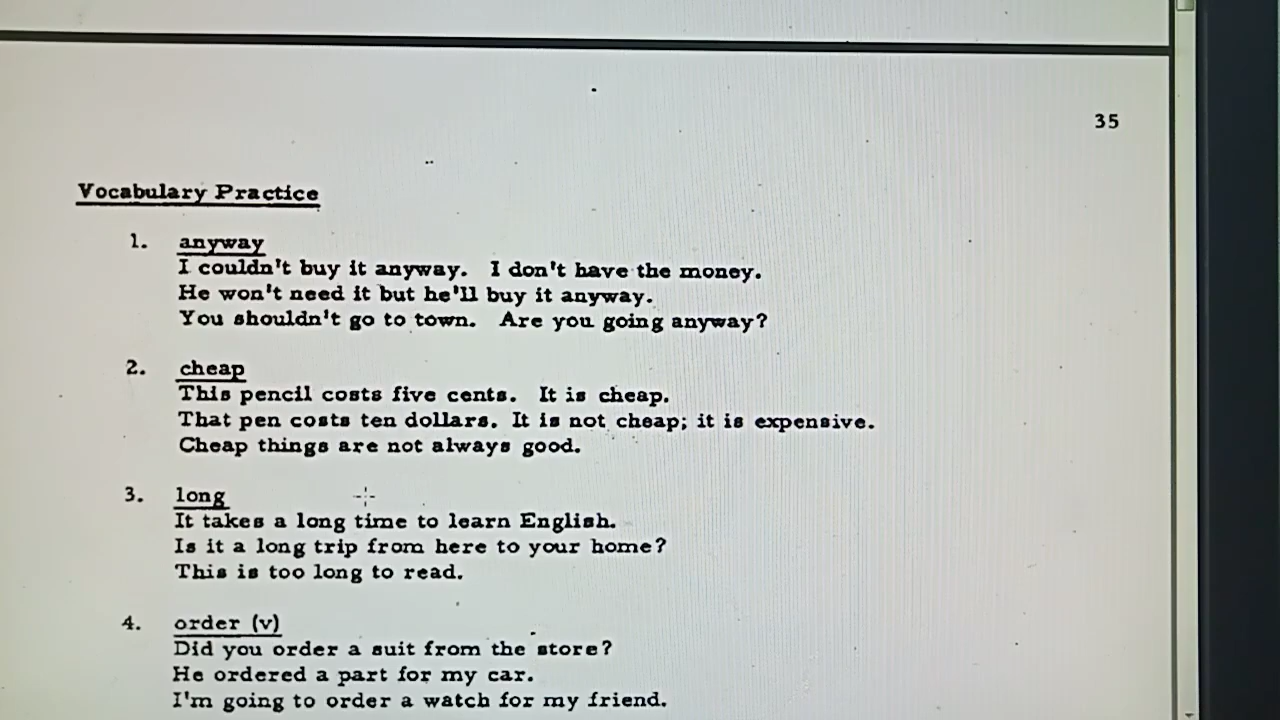 35
Vocabulary Practice
1. anyway
I couldn't buy it anyway. I don't have the money.
He won't need it but he'll buy it anyway.
You shouldn't go to town. Are you going anyway?
2. cheap
This pencil costs five cents. It is cheap.
That pen costs ten dollars. It is not cheap; it is expensive.
Cheap things are not always good.
3. long
It takes a long time to learn English.
Is it a long trip from here to your home?
This is too long to read.
4. order (v)
Did you order a suit from the store?
He ordered a part for my car.
I'm going to order a watch for my friend.